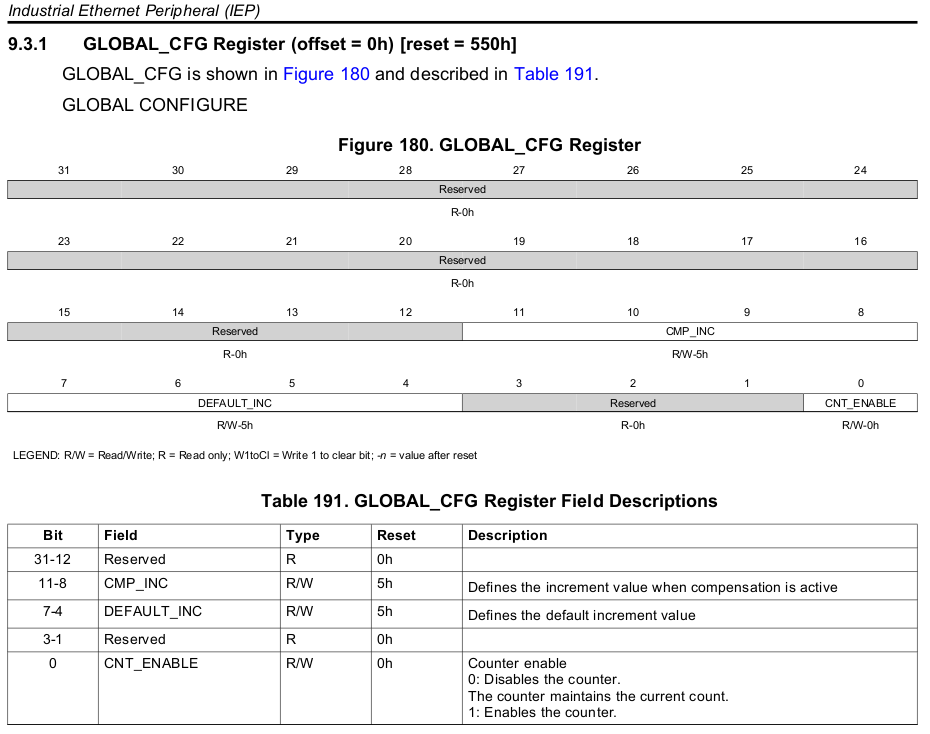 Industrial Ethernet Peripheral (IEP)
9.3.1 GLOBAL_CFG Register (offset = 0h) [reset = 550h]
GLOBAL_CFG is shown in Figure 180 and described in Table 191.
GLOBAL CONFIGURE
Figure 180. GLOBAL_CFG Register
31 30 29 28 27 26 25 24
Reserved
R-0h
23 22 21 20 19 18 17 16
Reserved
R-0h
15 14 13 12 11 10 9 8
Reserved CMP_INC
R-0h R/W-5h
7 6 5 4 3 2 1 0
DEFAULT_INC Reserved CNT_ENABLE
R/W-5h R-0h R/W-0h
LEGEND: R/W = Read/Write; R = Read only; W1toCl = Write 1 to clear bit; -n = value after reset
Table 191. GLOBAL_CFG Register Field Descriptions
Bit Field Type Reset Description
31-12 Reserved R 0h
11-8 CMP_INC R/W 5h Defines the increment value when compensation is active
7-4 DEFAULT_INC R/W 5h Defines the default increment value
3-1 Reserved R 0h
0 CNT_ENABLE R/W 0h Counter enable
0: Disables the counter.
The counter maintains the current count.
1: Enables the counter.